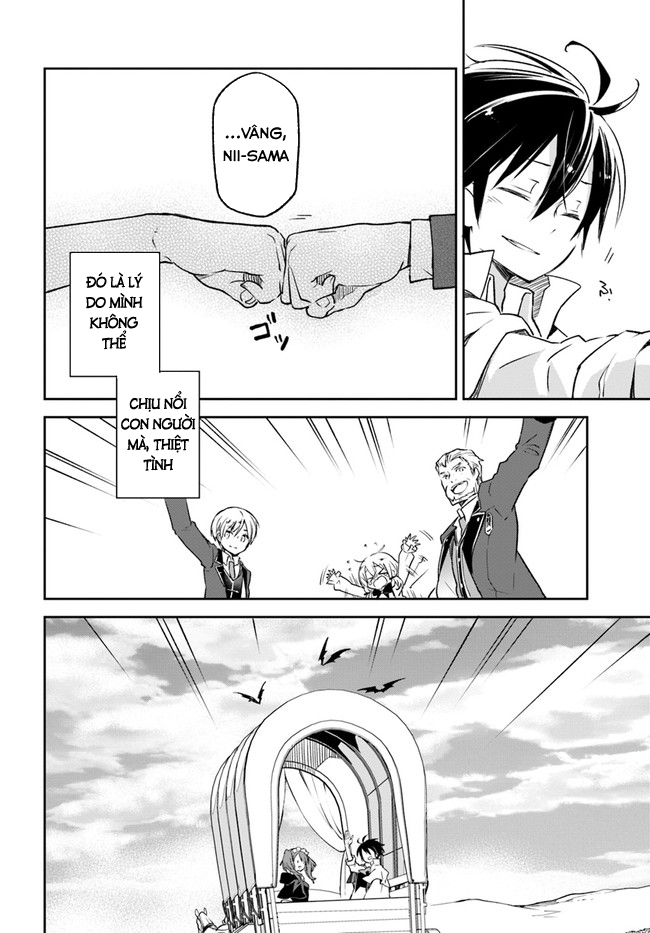 …VÂNG,
NII-SAMA
ĐÓ LÀ LÝ
DO MÌNH
KHÔNG
THỂ
CHỊU NỔI
CON NGƯỜI
MÀ, THIỆT
TÌNH
ゴッ